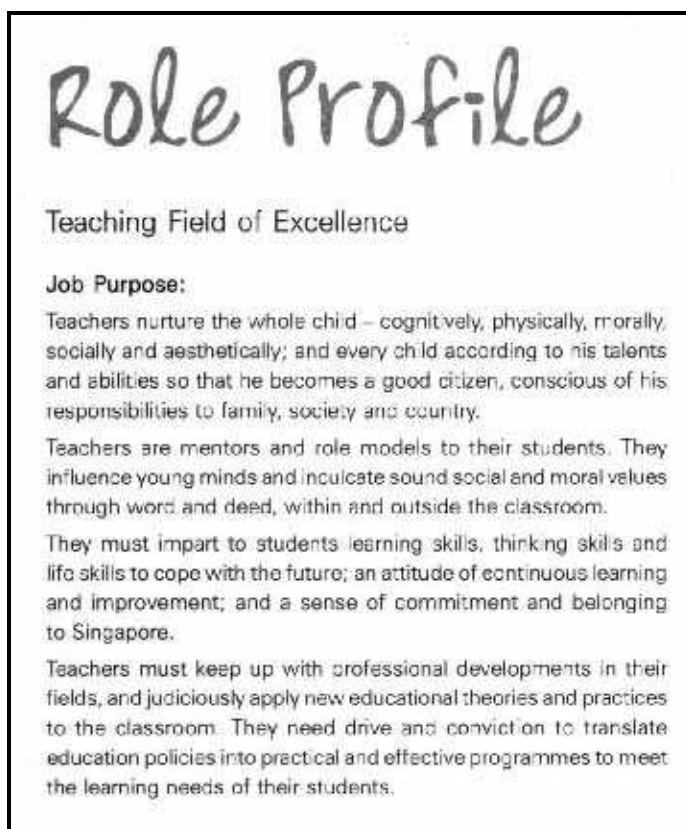 Role Profile
Teaching Field of Excellence
Job Purpose:
Teachers nurture the whole child – cognitively, physically, morally,
socially and aesthetically; and every child according to his talents
and abilities so that he becomes a good citizen, conscious of his
responsibilities to family, society and country.
Teachers are mentors and role models to their students. They
influence young minds and inculcate sound social and moral values
through word and deed, within and outside the classroom.
They must impart to students learning skills, thinking skills and
life skills to cope with the future; an attitude of continuous learning
and improvement; and a sense of commitment and belonging
to Singapore.
Teachers must keep up with professional developments in their
fields, and judiciously apply new educational theories and practices
to the classroom. They need drive and conviction to translate
education policies into practical and effective programmes to meet
the learning needs of their students.